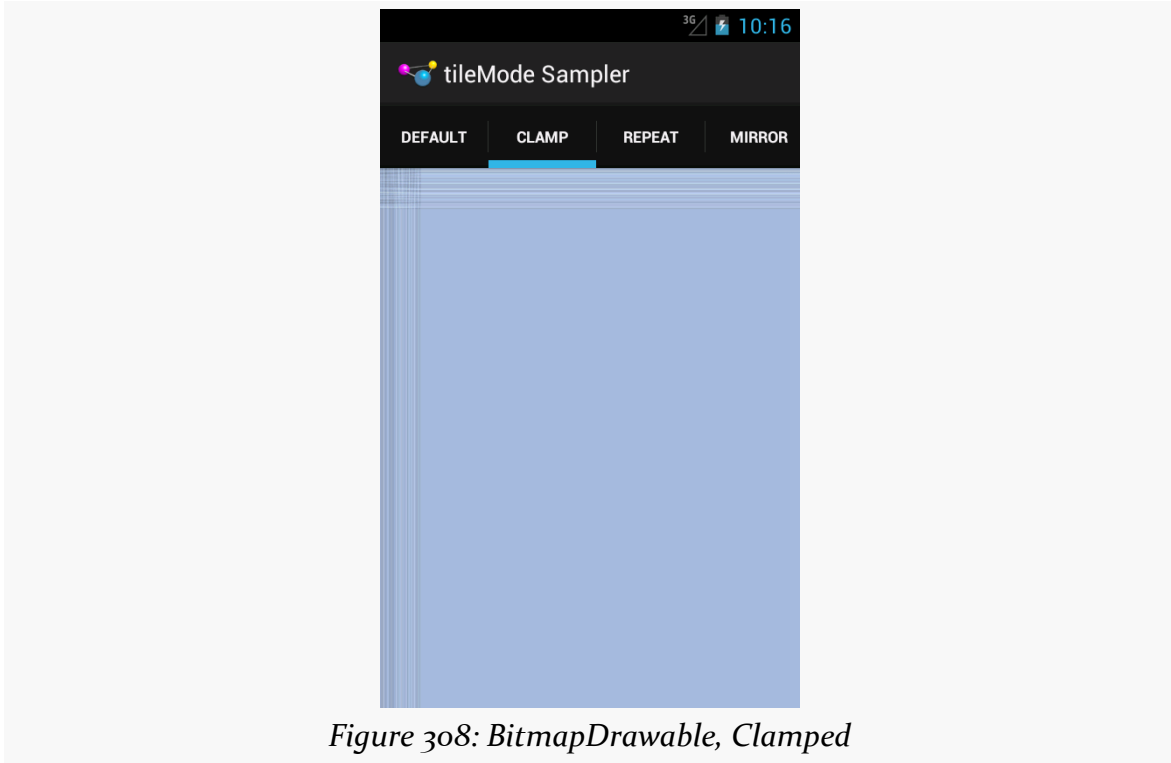 3G 10:16
tileMode Sampler
DEFAULT CLAMP REPEAT MIRROR
Figure 308: BitmapDrawable, Clamped